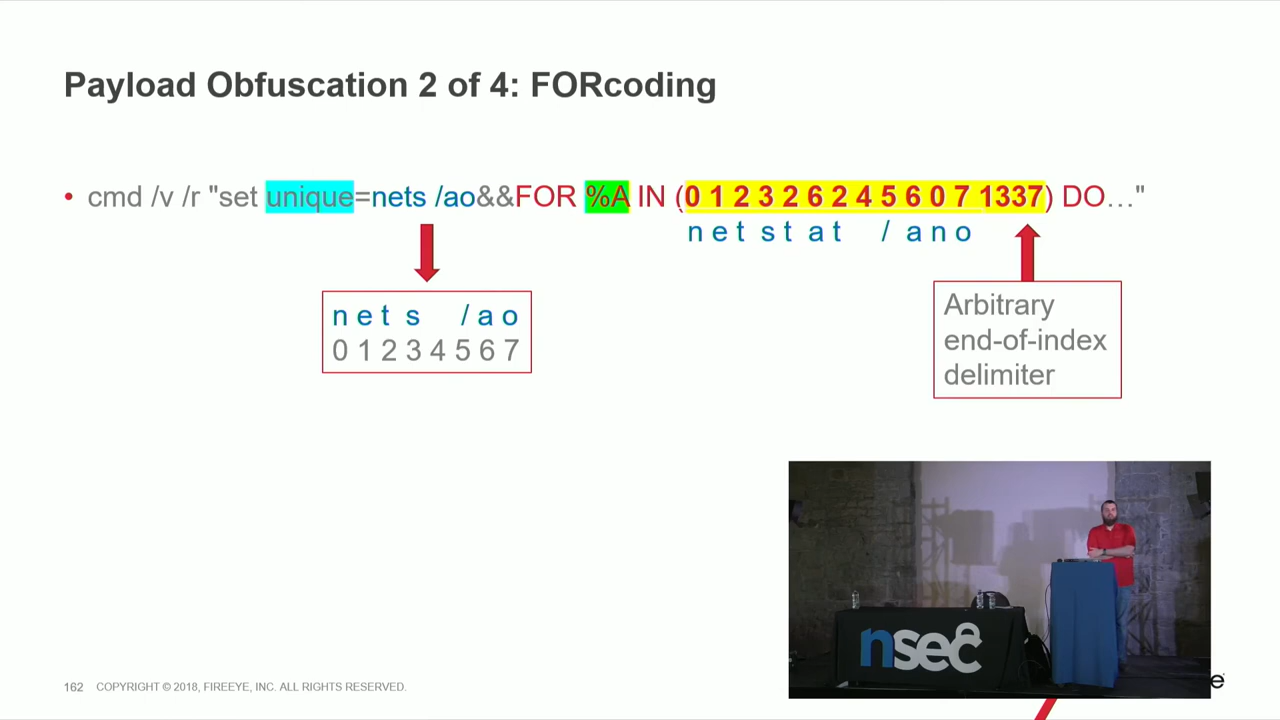 Payload Obfuscation 2 of 4: FORcoding
• cmd /v /r "set unique=nets /ao&&FOR %A IN (0 1 2 3 2 6 2 4 5 6 0 7 1337) DO…"
n e t s t a t / a n o
n e t s / a o
0 1 2 3 4 5 6 7
Arbitrary
end-of-index
delimiter
nsec
162 COPYRIGHT © 2018, FIREEYE, INC. ALL RIGHTS RESERVED.